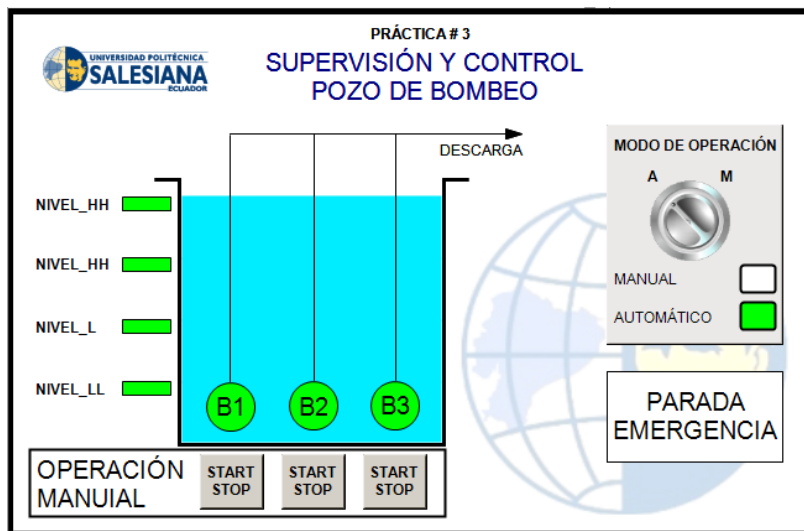 PRÁCTICA # 3
UNIVERSIDAD POLITÉCNICA
SALESIANA
ECUADOR
SUPERVISIÓN Y CONTROL
POZO DE BOMBEO
DESCARGA
MODO DE OPERACIÓN
A M
NIVEL_HH
NIVEL_HH
NIVEL_L
NIVEL_LL
MANUAL
AUTOMÁTICO
B1 B2 B3
PARADA
EMERGENCIA
OPERACIÓN
MANUIAL
START
STOP
START
STOP
START
STOP